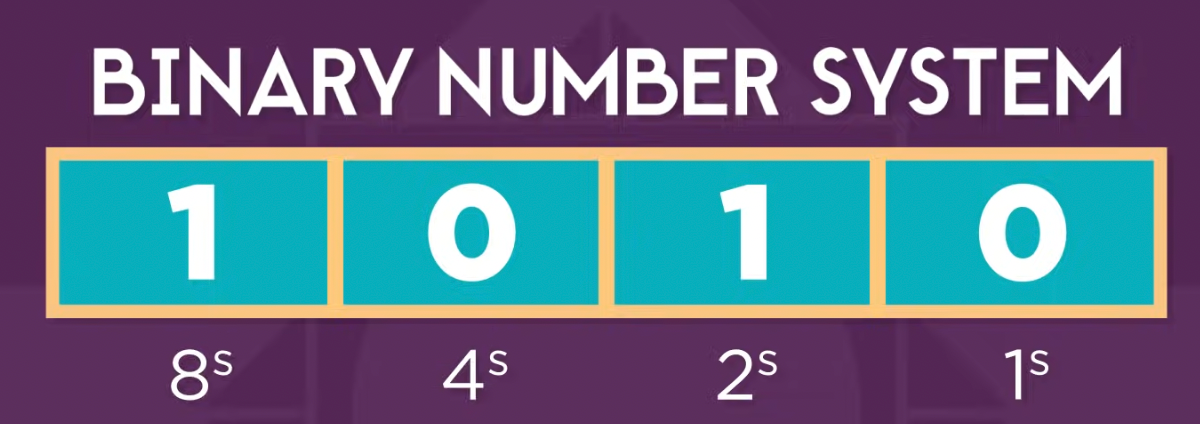 BINARY NUMBER SYSTEM
1 0 1 0
8s 4s 2s 1s